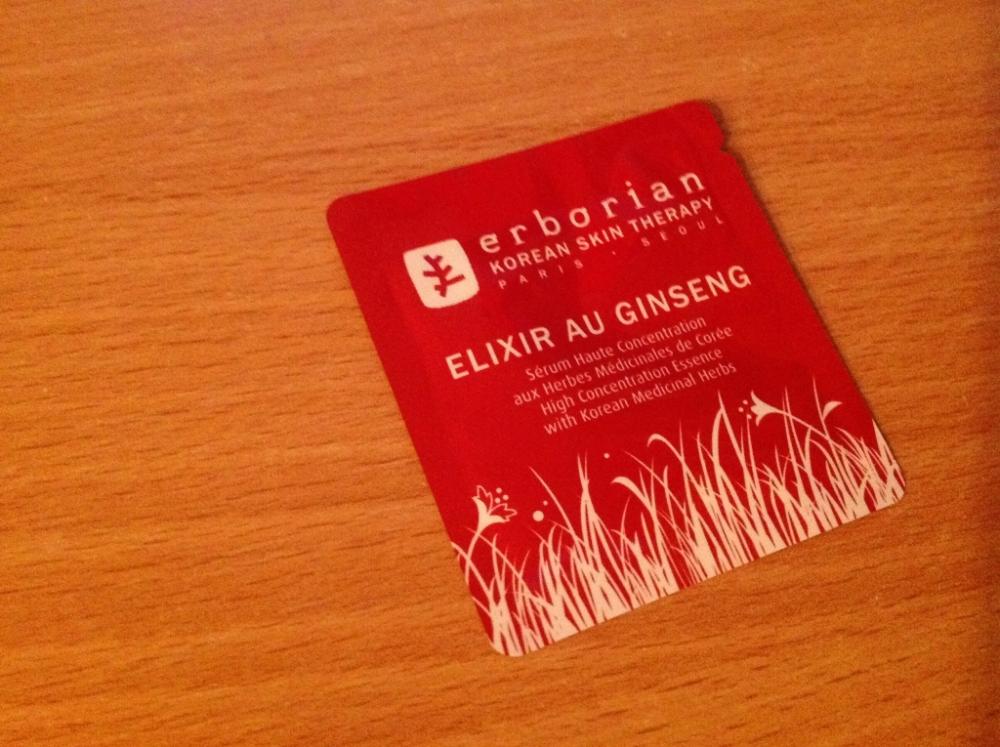 erborian
KOREAN SKIN THERAPY
PARIS · SEOUL
ELIXIR AU GINSENG
Sérum Haute Concentration
aux Herbes Médicinales de Corée
High Concentration Essence
with Korean Medicinal Herbs